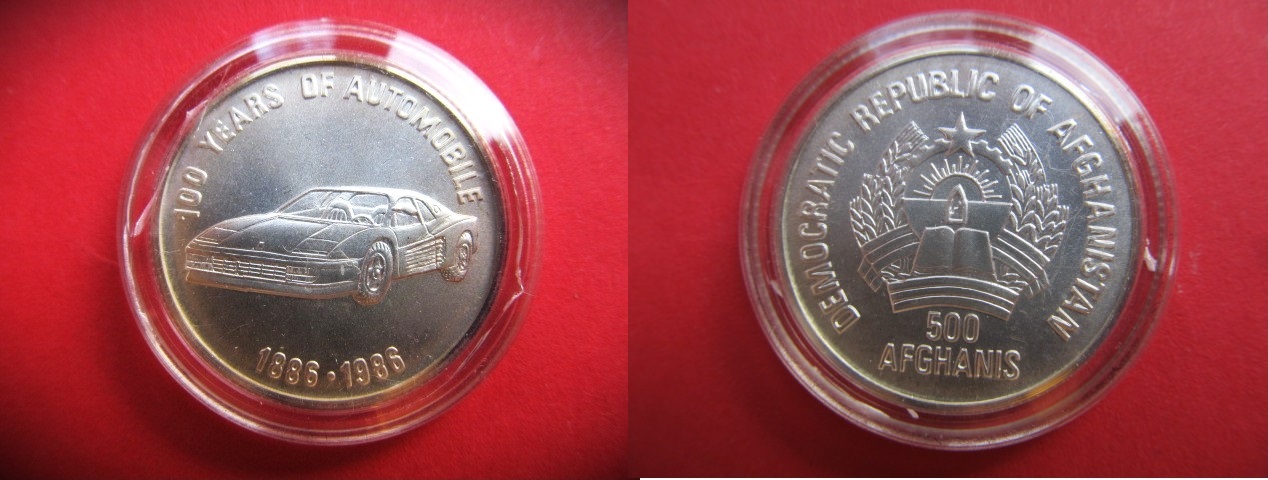 100 YEARS OF AUTOMOBILE
1886 • 1986
DEMOCRATIC REPUBLIC OF AFGHANISTAN
500
AFGHANIS